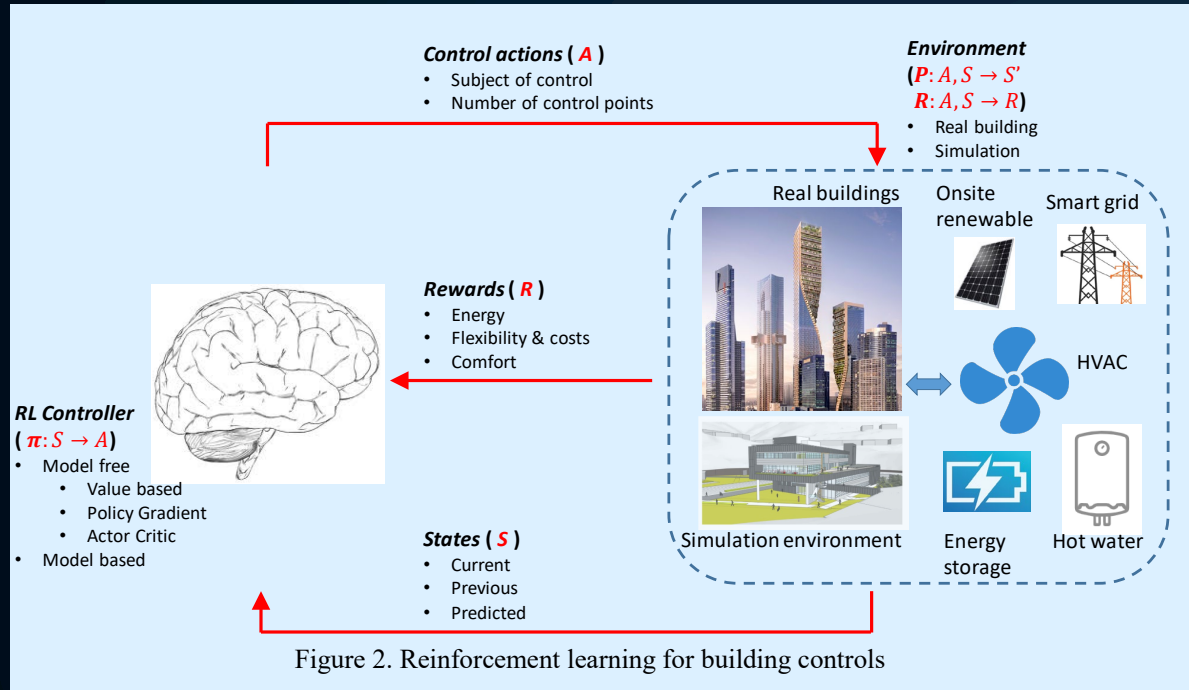 Control actions ( A )
• Subject of control
• Number of control points
Environment
(P: A, S → S’
R: A, S → R)
• Real building
• Simulation
Real buildings
Onsite
renewable
Smart grid
Rewards ( R )
• Energy
• Flexibility & costs
• Comfort
HVAC
RL Controller
( π: S → A)
• Model free
• Value based
• Policy Gradient
• Actor Critic
• Model based
States ( S )
• Current
• Previous
• Predicted
Simulation environment
Energy
storage
Hot water
Figure 2. Reinforcement learning for building controls